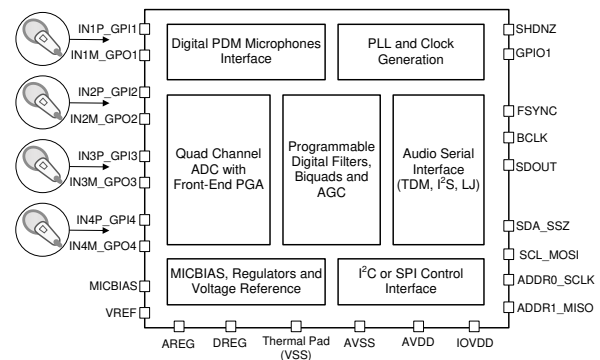 IN1P_GPI1
IN1M_GPO1
IN2P_GPI2
IN2M_GPO2
IN3P_GPI3
IN3M_GPO3
IN4P_GPI4
IN4M_GPO4
MICBIAS
VREF
Digital PDM Microphones
Interface
PLL and Clock
Generation
Quad Channel
ADC with
Front-End PGA
Programmable
Digital Filters,
Biquads and
AGC
Audio Serial
Interface
(TDM, I²S, LJ)
MICBIAS, Regulators and
Voltage Reference
I²C or SPI Control
Interface
SHDNZ
GPIO1
FSYNC
BCLK
SDOUT
SDA_SSZ
SCL_MOSI
ADDR0_SCLK
ADDR1_MISO
AREG
DREG
Thermal Pad
(VSS)
AVSS
AVDD
IOVDD